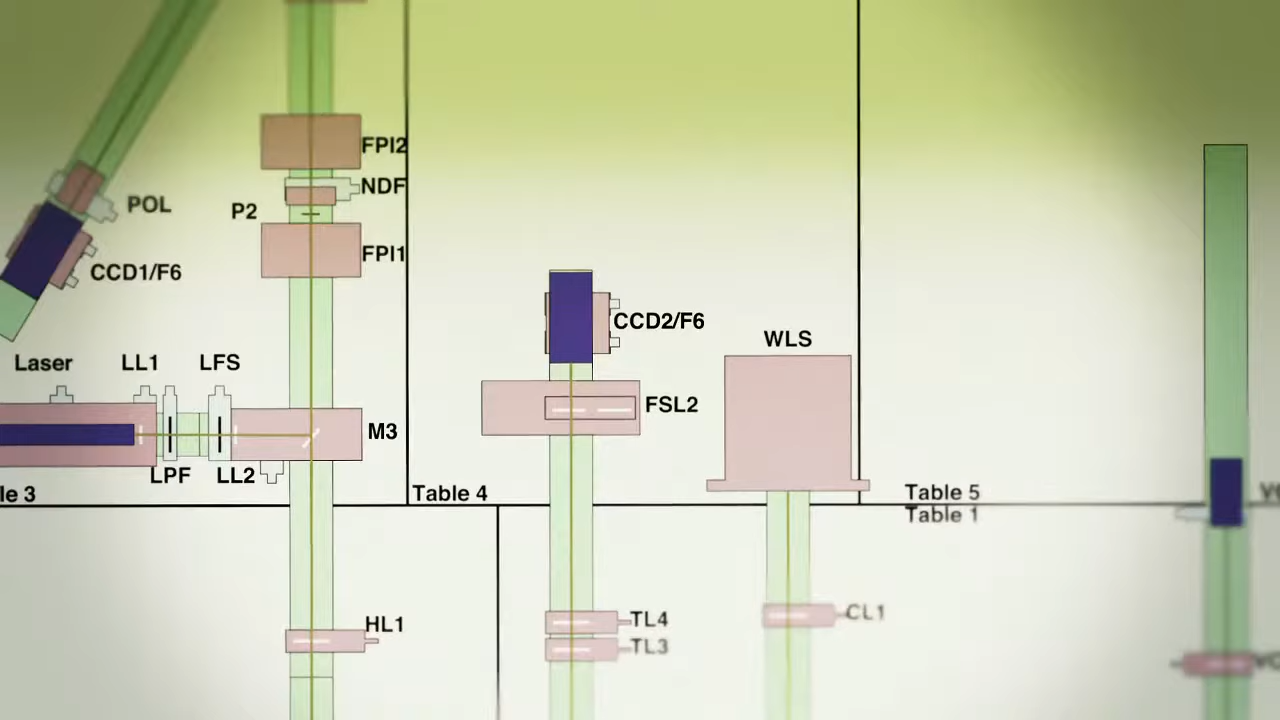 FPI2
NDF
POL
P2
FPI1
CCD1/F6
CCD2/F6
WLS
Laser
LL1
LFS
FSL2
M3
LPF
LL2
le 3
Table 4
Table 5
Table 1
HL1
TL4
CL1
TL3